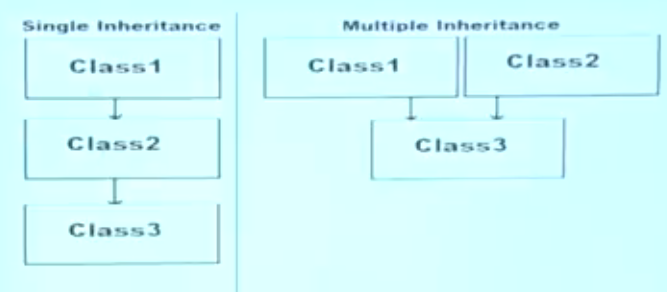 Single Inheritance
Class1
Class2
Class3
Multiple Inheritance
Class1
Class2
Class3